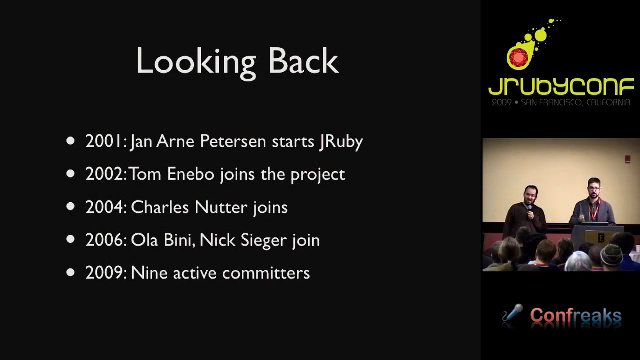 Looking Back
• 2001: Jan Arne Petersen starts JRuby
• 2002: Tom Enebo joins the project
• 2004: Charles Nutter joins
• 2006: Ola Bini, Nick Sieger join
• 2009: Nine active committers
JRubyConf
2009 • SAN FRANCISCO, CALIFORNIA
Confreaks